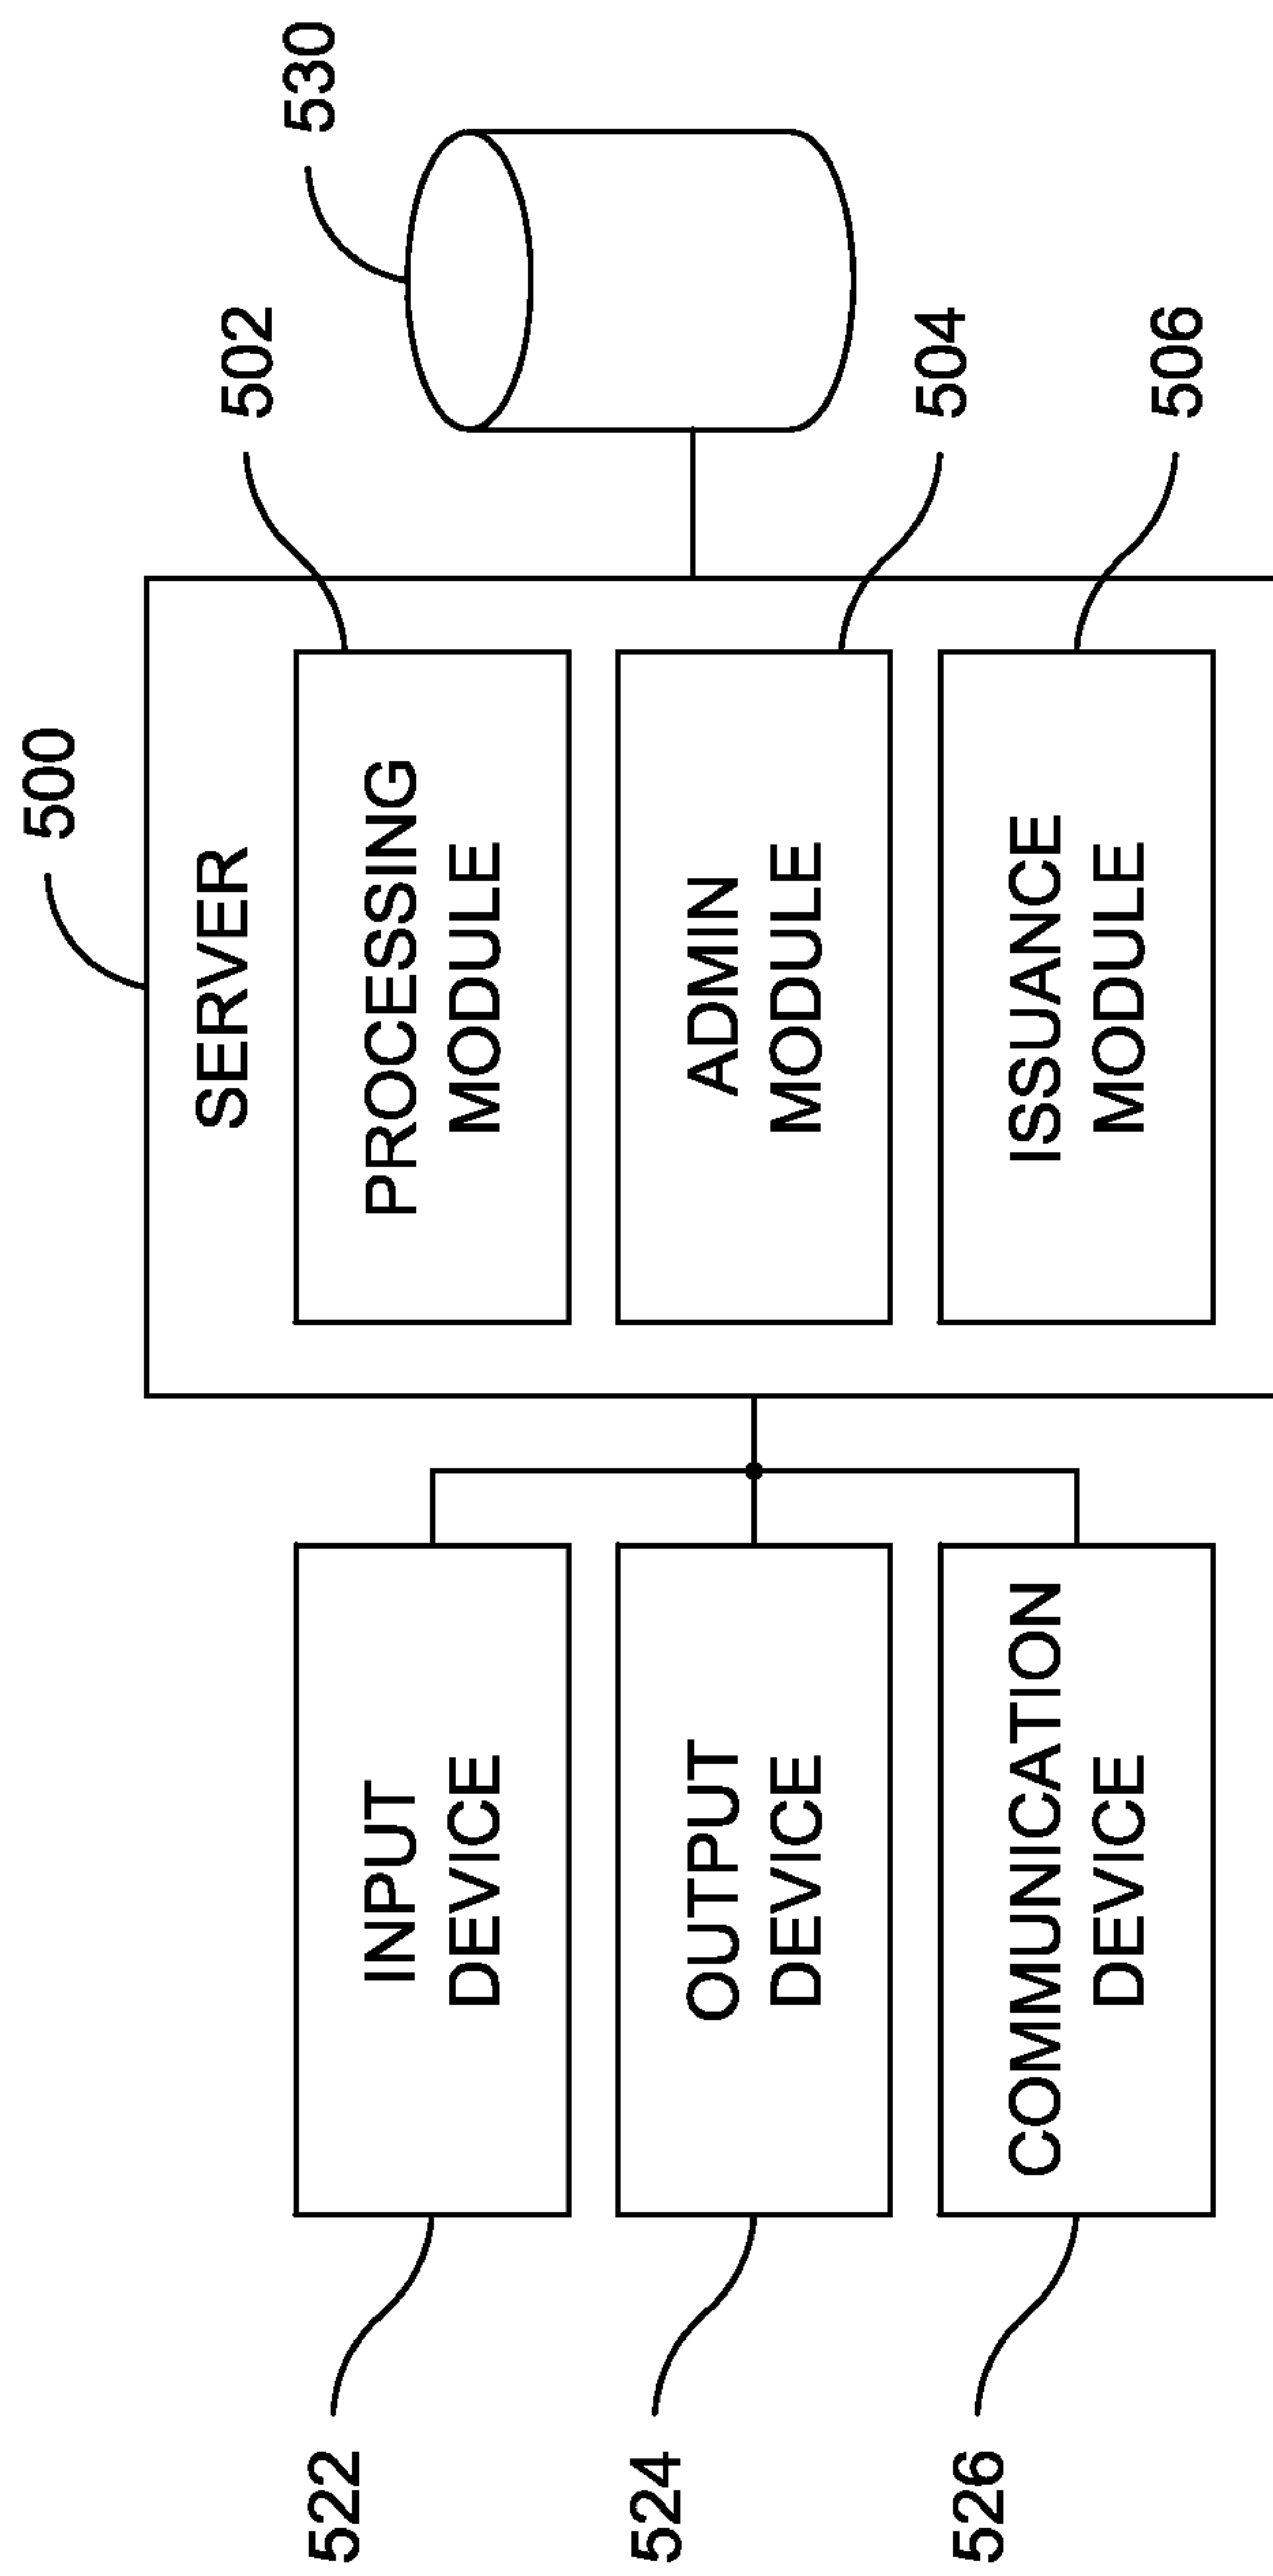 500
SERVER
502
530
522
INPUT
DEVICE
PROCESSING
MODULE
524
OUTPUT
DEVICE
ADMIN
MODULE
504
526
COMMUNICATION
DEVICE
ISSUANCE
MODULE
506